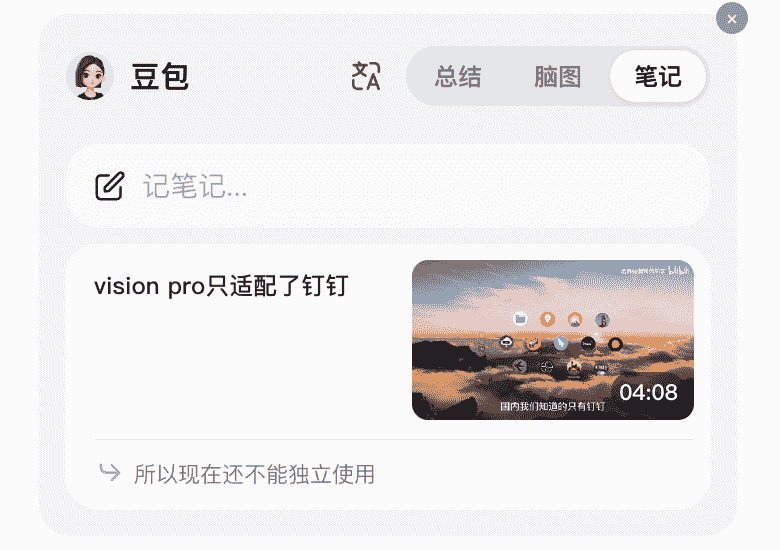 豆包
总结
脑图
笔记
记笔记...
vision pro只适配了钉钉
bilibili
国内我们知道的只有钉钉
04:08
所以现在还不能独立使用